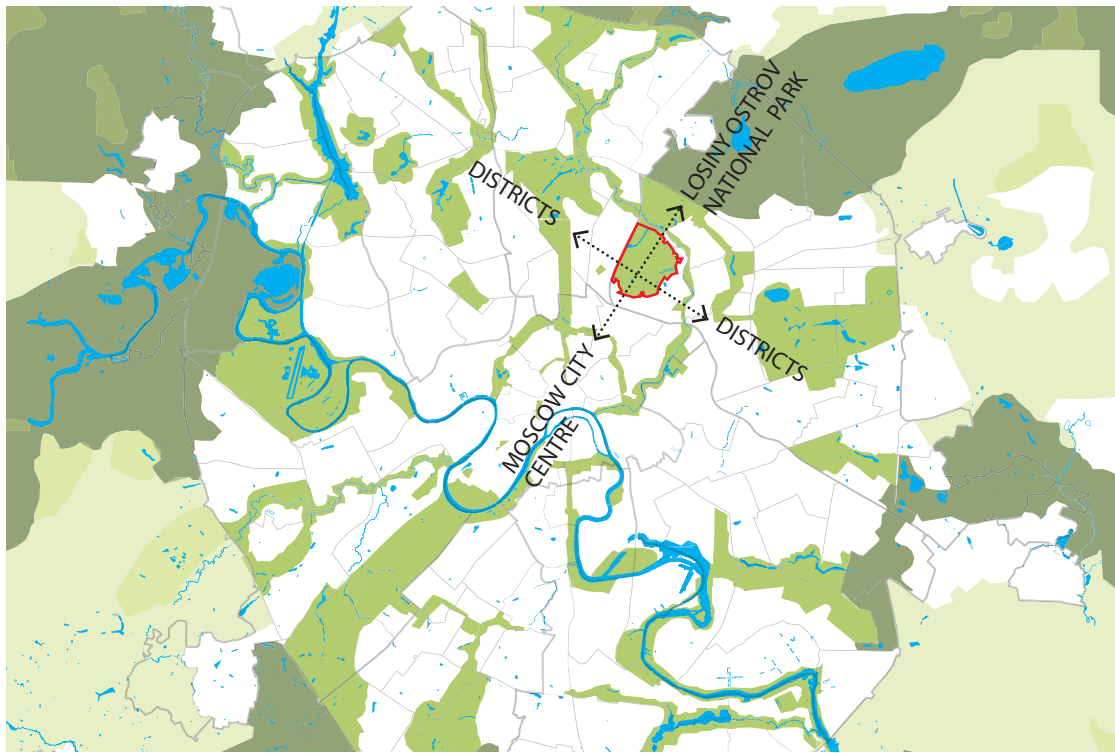 LOSINY OSTROV
NATIONAL PARK
DISTRICTS
DISTRICTS
MOSCOW CITY
CENTRE